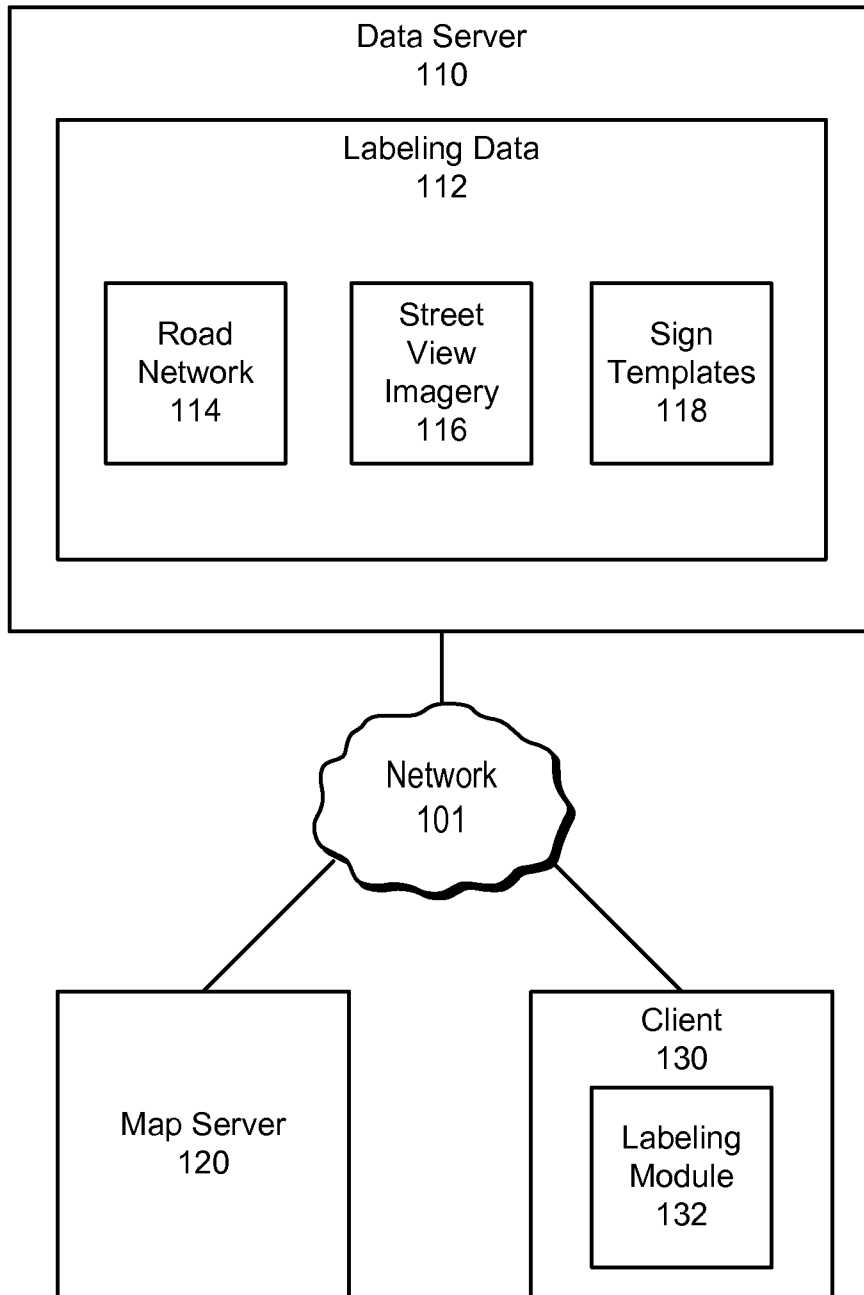 Data Server
110
Labeling Data
112
Road
Network
114
Street
View
Imagery
116
Sign
Templates
118
Network
101
Map Server
120
Client
130
Labeling
Module
132